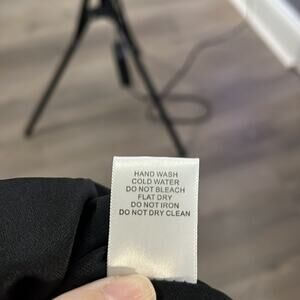 HAND WASH
COLD WATER
DO NOT BLEACH
FLAT DRY
DO NOT IRON
DO NOT DRY CLEAN